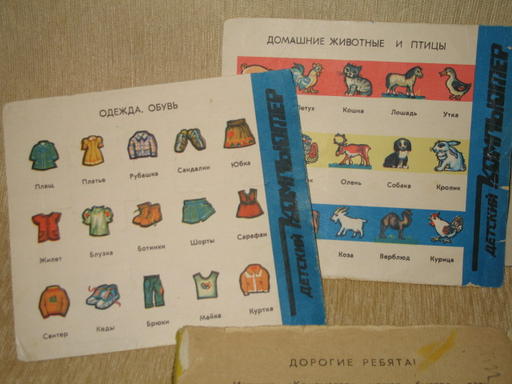 ОДЕЖДА, ОБУВЬ
Плащ Платье Рубашка Сандалии Юбка
Жилет Блузка Ботинки Шорты Сарафан
Свитер Кеды Брюки Майка Куртка
ДЕТСКИЙ КОМПЬЮТЕР
ДОМАШНИЕ ЖИВОТНЫЕ И ПТИЦЫ
Петух Кошка Лошадь Утка
Олень Собака Кролик
Коза Верблюд Курица
ДЕТСКИЙ КОМПЬЮТЕР
ДОРОГИЕ РЕБЯТА!